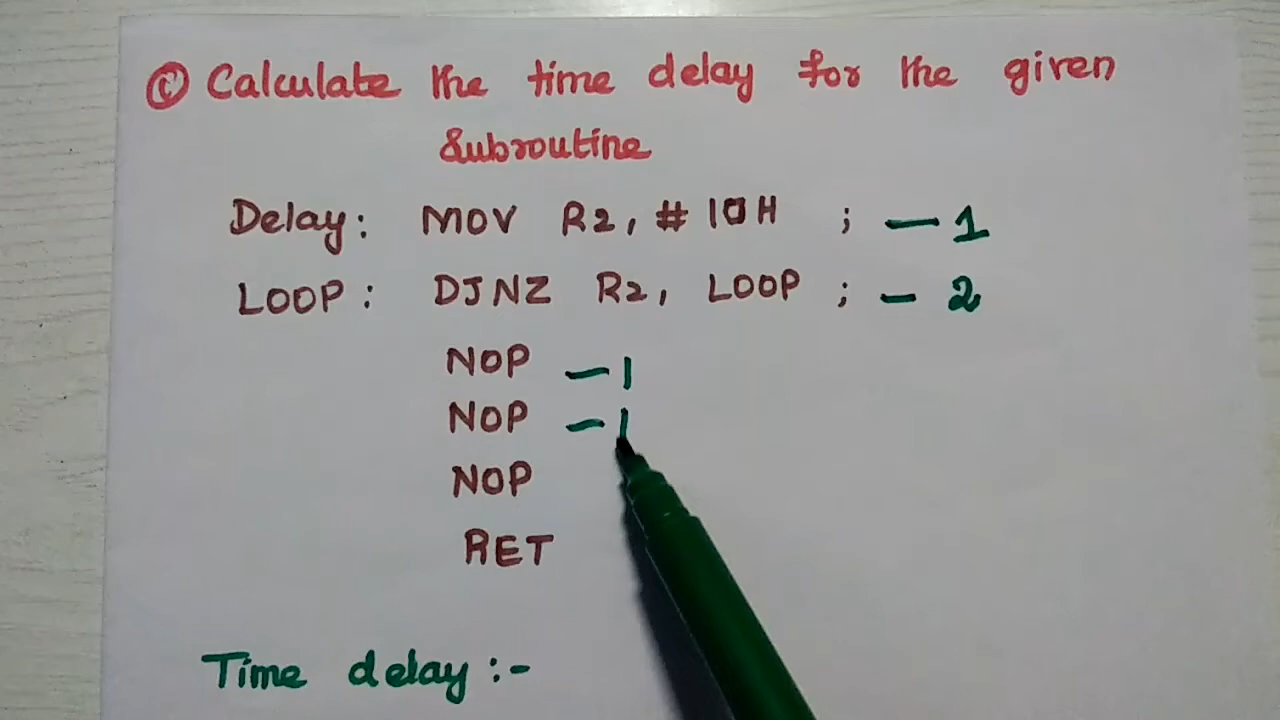 © Calculate the time delay for the given
Subroutine
Delay: MOV R2, #10H ; — 1
LOOP: DJNZ R2, LOOP ; — 2
NOP — 1
NOP — 1
NOP
RET
Time delay :-